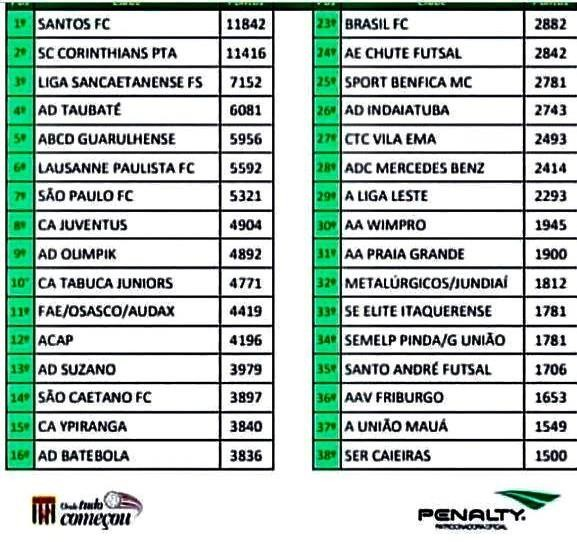 1º SANTOS FC 11842
2º SC CORINTHIANS PTA 11416
3º LIGA SANCAETANENSE FS 7152
4º AD TAUBATÉ 6081
5º ABCD GUARULHENSE 5956
6º LAUSANNE PAULISTA FC 5592
7º SÃO PAULO FC 5321
8º CA JUVENTUS 4904
9º AD OLIMPIK 4892
10º CA TABUCA JUNIORS 4771
11º FAE/OSASCO/AUDAX 4419
12º ACAP 4196
13º AD SUZANO 3979
14º SÃO CAETANO FC 3897
15º CA YPIRANGA 3840
16º AD BATEBOLA 3836
23º BRASIL FC 2882
24º AE CHUTE FUTSAL 2842
25º SPORT BENFICA MC 2781
26º AD INDAIATUBA 2743
27º CTC VILA EMA 2493
28º ADC MERCEDES BENZ 2414
29º A LIGA LESTE 2293
30º AA WIMPRO 1945
31º AA PRAIA GRANDE 1900
32º METALÚRGICOS/JUNDIAÍ 1812
33º SE ELITE ITAQUERENSE 1781
34º SEMELP PINDA/G UNIÃO 1781
35º SANTO ANDRÉ FUTSAL 1706
36º AAV FRIBURGO 1653
37º A UNIÃO MAUÁ 1549
38º SER CAIEIRAS 1500
Onde tudo
começou
PENALTY